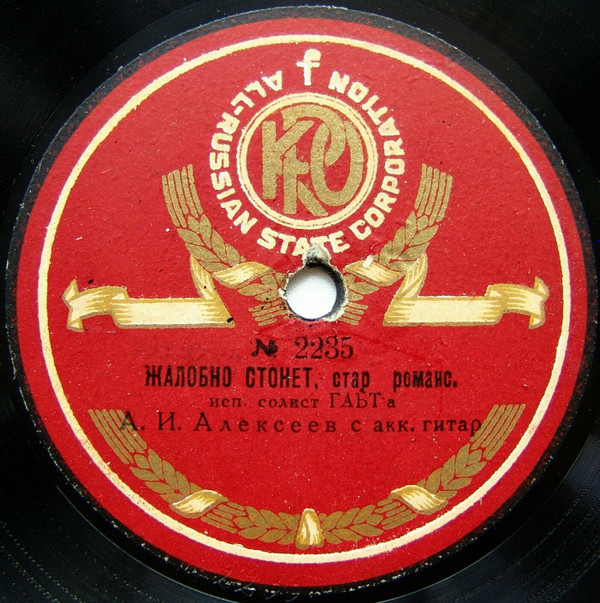 ALL-RUSSIAN STATE CORPORATION
№ 2235
ЖАЛОБНО СТОНЕТ, стар романс.
исп. солист ГАБТ-а
А. И. Алексеев с акк. гитар